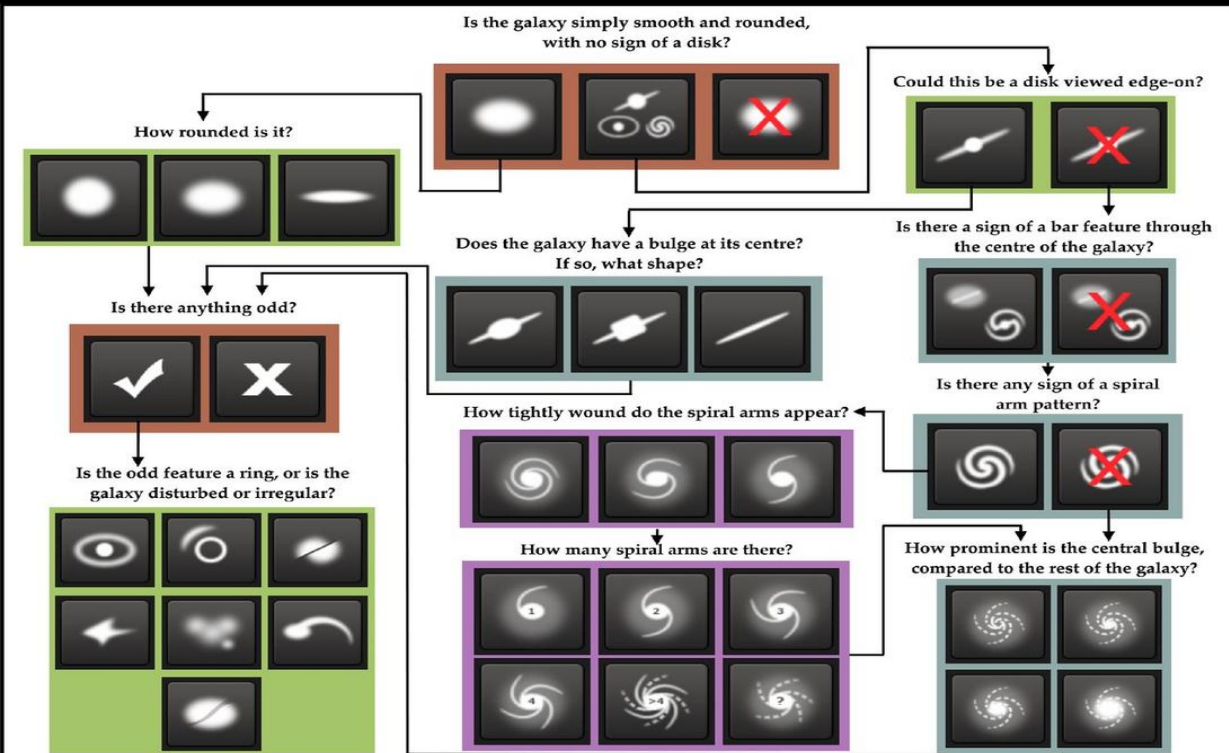 Is the galaxy simply smooth and rounded,
with no sign of a disk?
Could this be a disk viewed edge-on?
How rounded is it?
Is there a sign of a bar feature through
the centre of the galaxy?
Does the galaxy have a bulge at its centre?
If so, what shape?
Is there anything odd?
Is there any sign of a spiral
arm pattern?
How tightly wound do the spiral arms appear?
Is the odd feature a ring, or is the
galaxy disturbed or irregular?
How many spiral arms are there?
How prominent is the central bulge,
compared to the rest of the galaxy?
1
2
3
4
>4
?